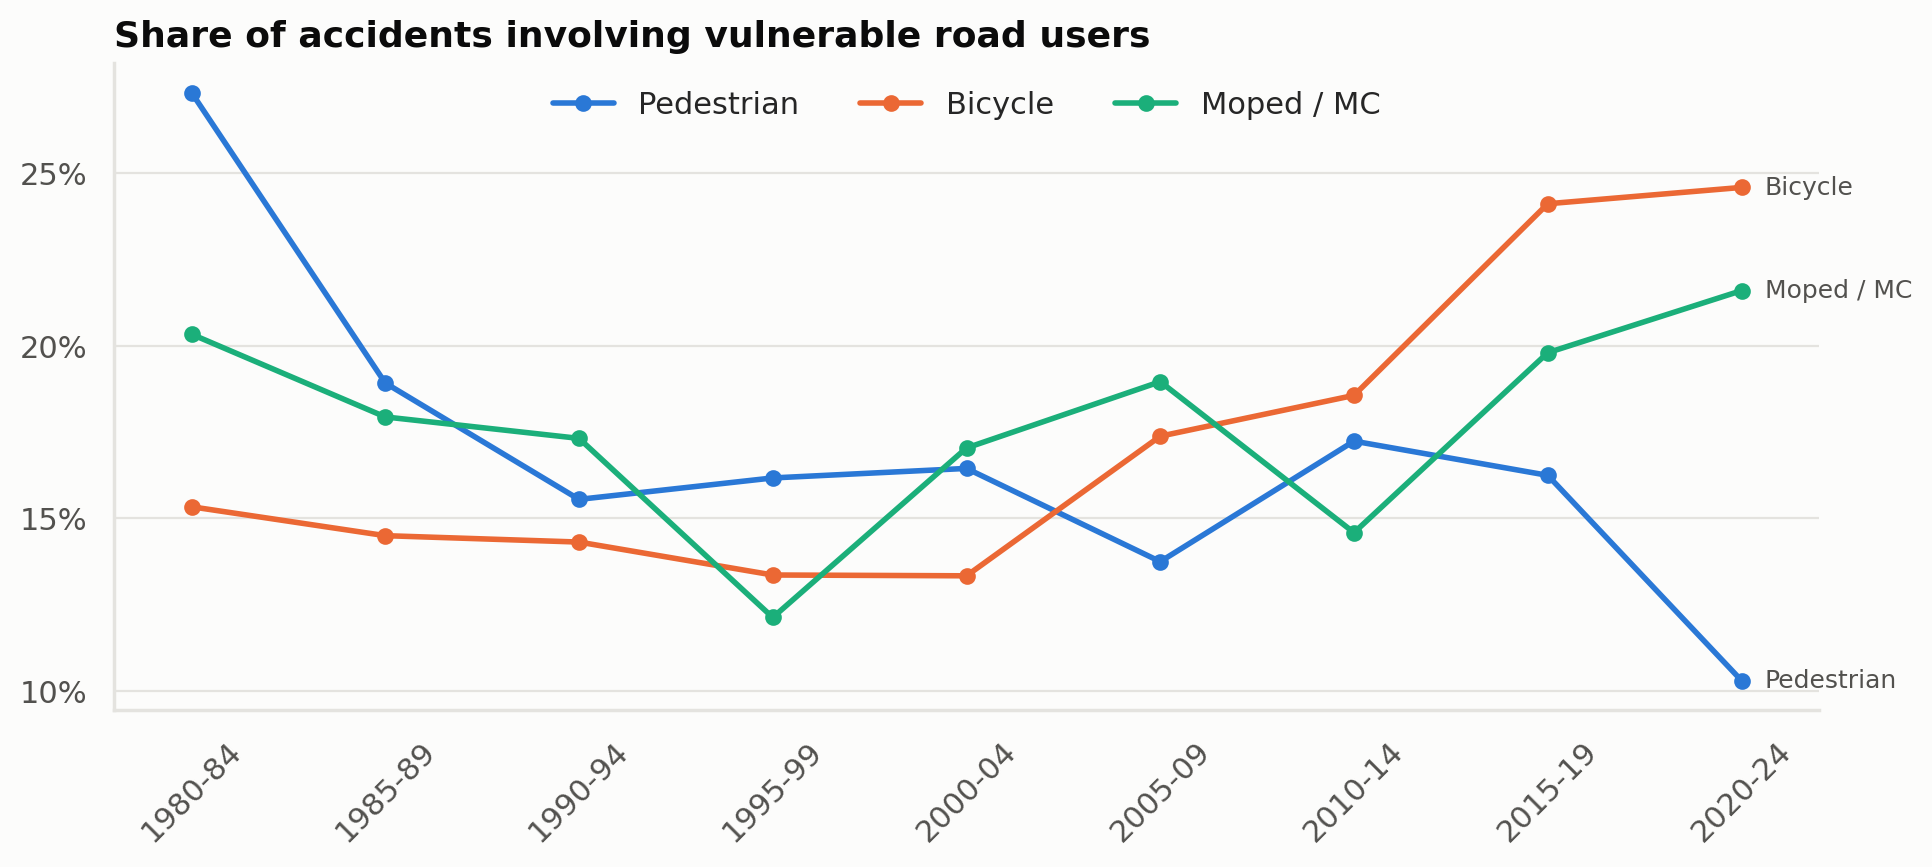 Share of accidents involving vulnerable road users
Pedestrian Bicycle Moped / MC
25%
20%
15%
10%
Bicycle
Moped / MC
Pedestrian
1980-84 1985-89 1990-94 1995-99 2000-04 2005-09 2010-14 2015-19 2020-24